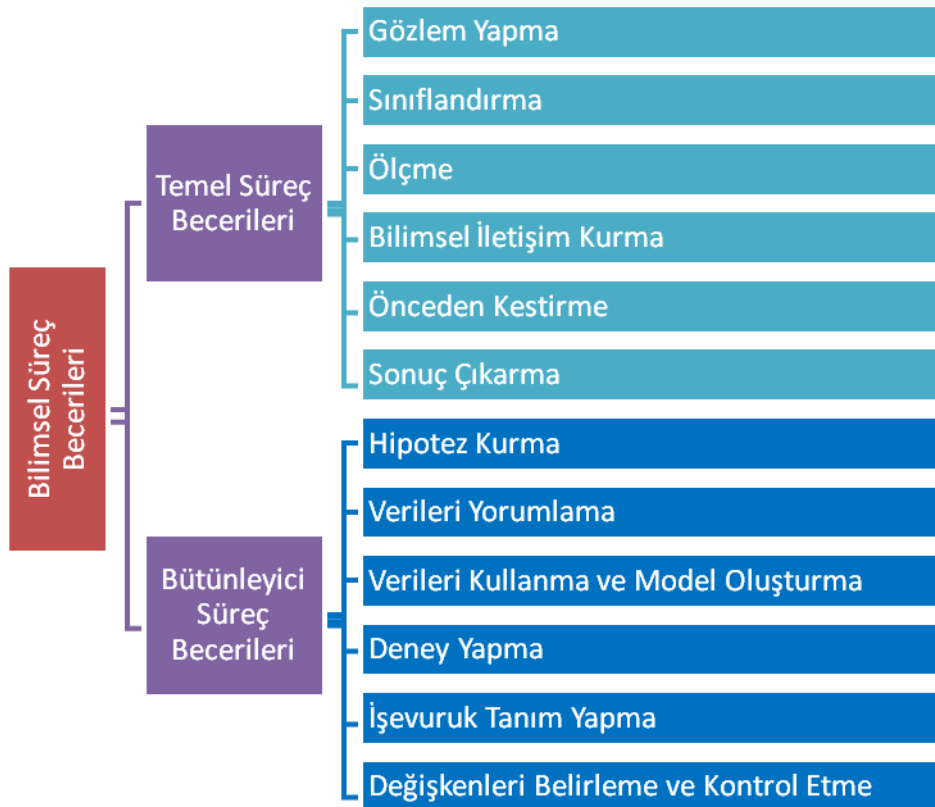 Bilimsel Süreç
Becerileri
Temel Süreç
Becerileri
Gözlem Yapma
Sınıflandırma
Ölçme
Bilimsel İletişim Kurma
Önceden Kestirme
Sonuç Çıkarma
Bütünleyici
Süreç
Becerileri
Hipotez Kurma
Verileri Yorumlama
Verileri Kullanma ve Model Oluşturma
Deney Yapma
İşevuruk Tanım Yapma
Değişkenleri Belirleme ve Kontrol Etme